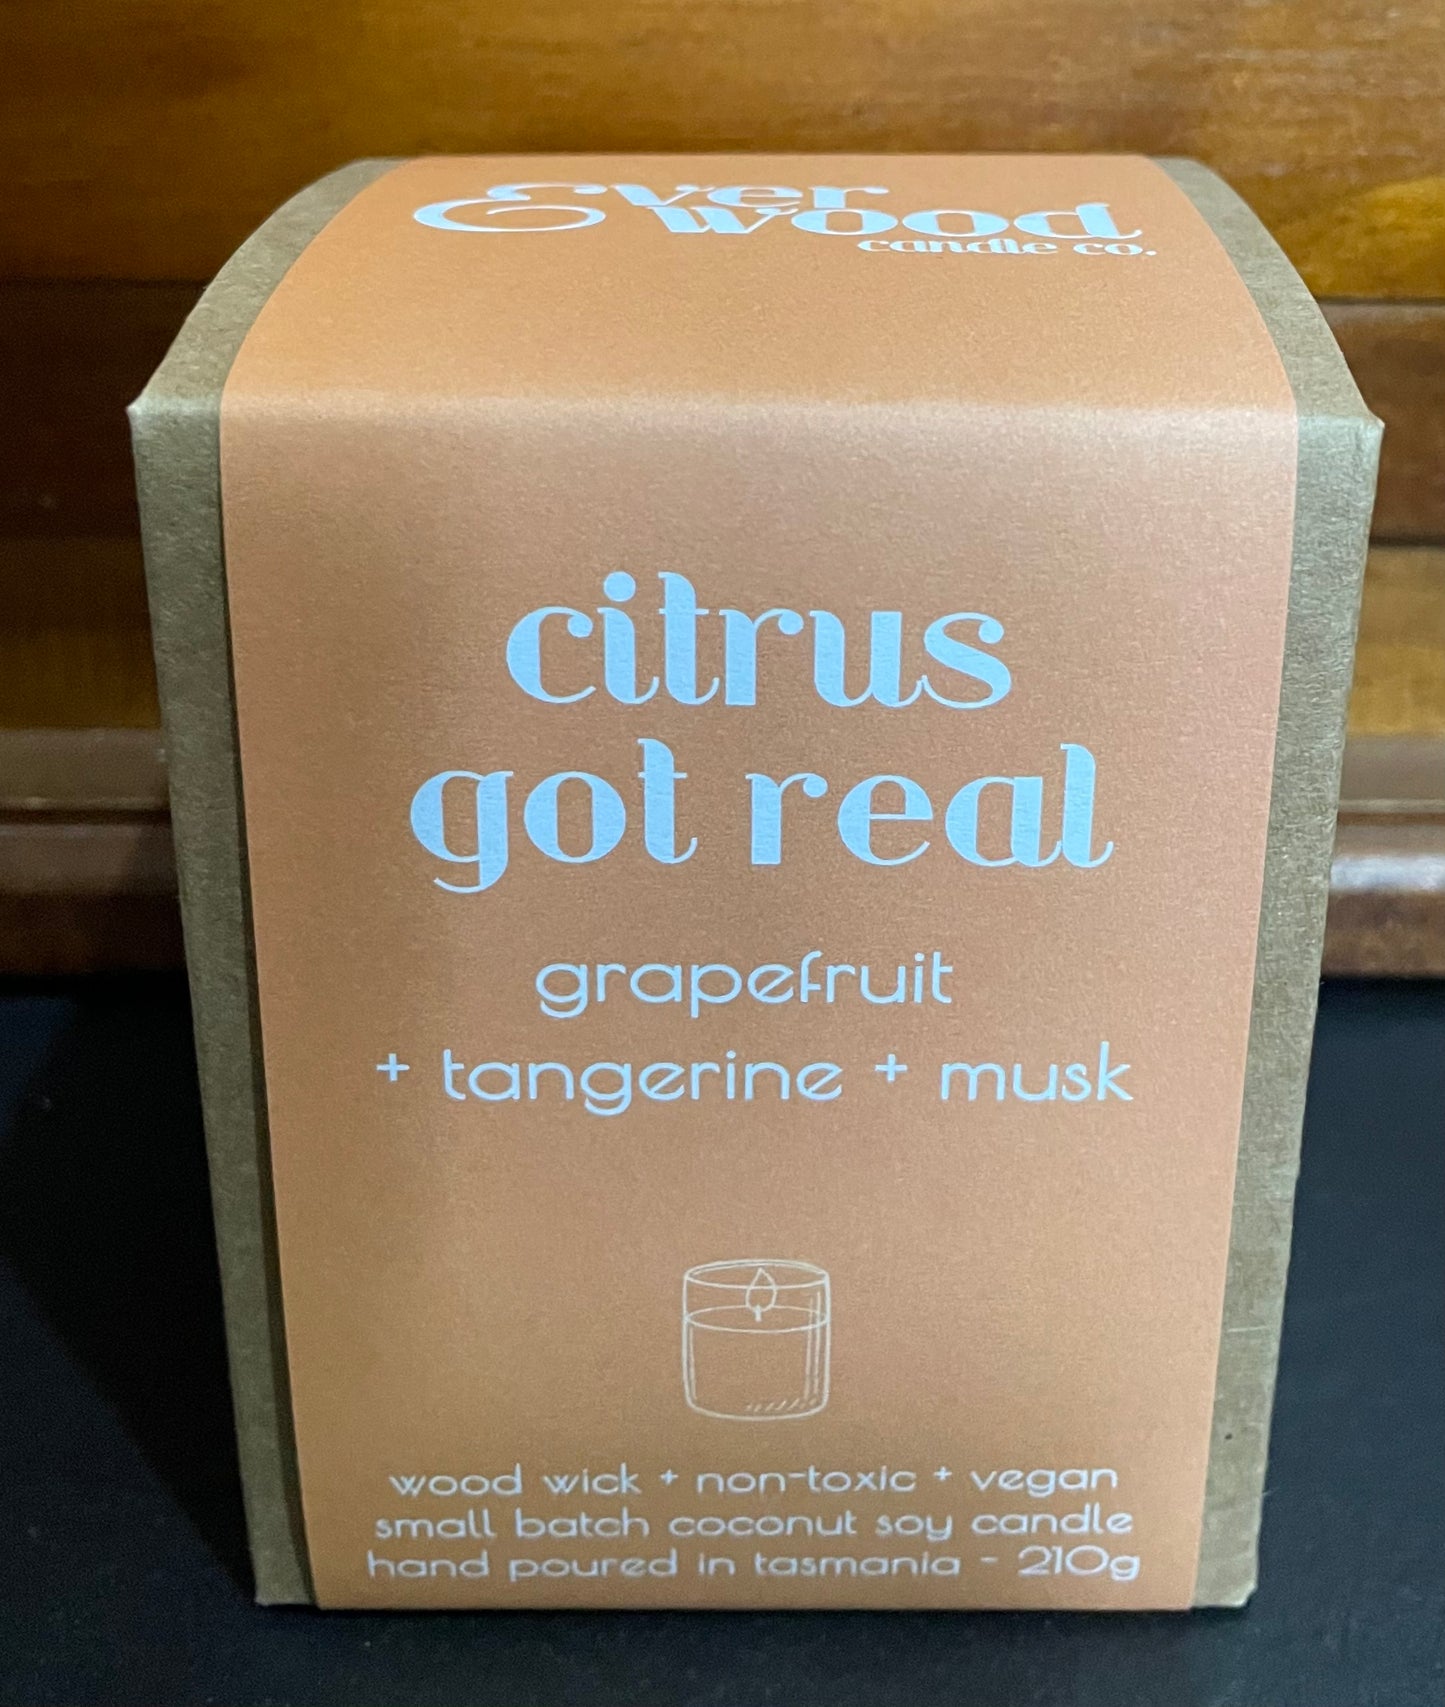 Ever
wood
candle co.
citrus
got real
grapefruit
+ tangerine + musk
wood wick + non-toxic + vegan
small batch coconut soy candle
hand poured in tasmania - 210g